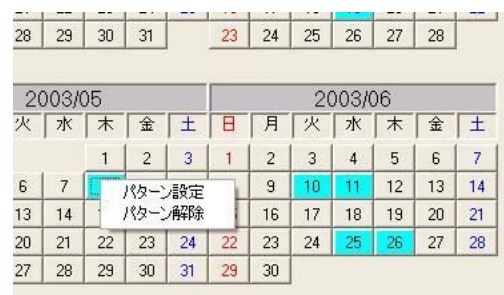 28 29 30 31 23 24 25 26 27 28
2003/05 2003/06
火 水 木 金 土 日 月 火 水 木 金 土
1 2 3 1 2 3 4 5 6 7
6 7 9 10 11 12 13 14
パターン設定
パターン解除
13 14 16 17 18 19 20 21
20 21 22 23 24 22 23 24 25 26 27 28
27 28 29 30 31 29 30